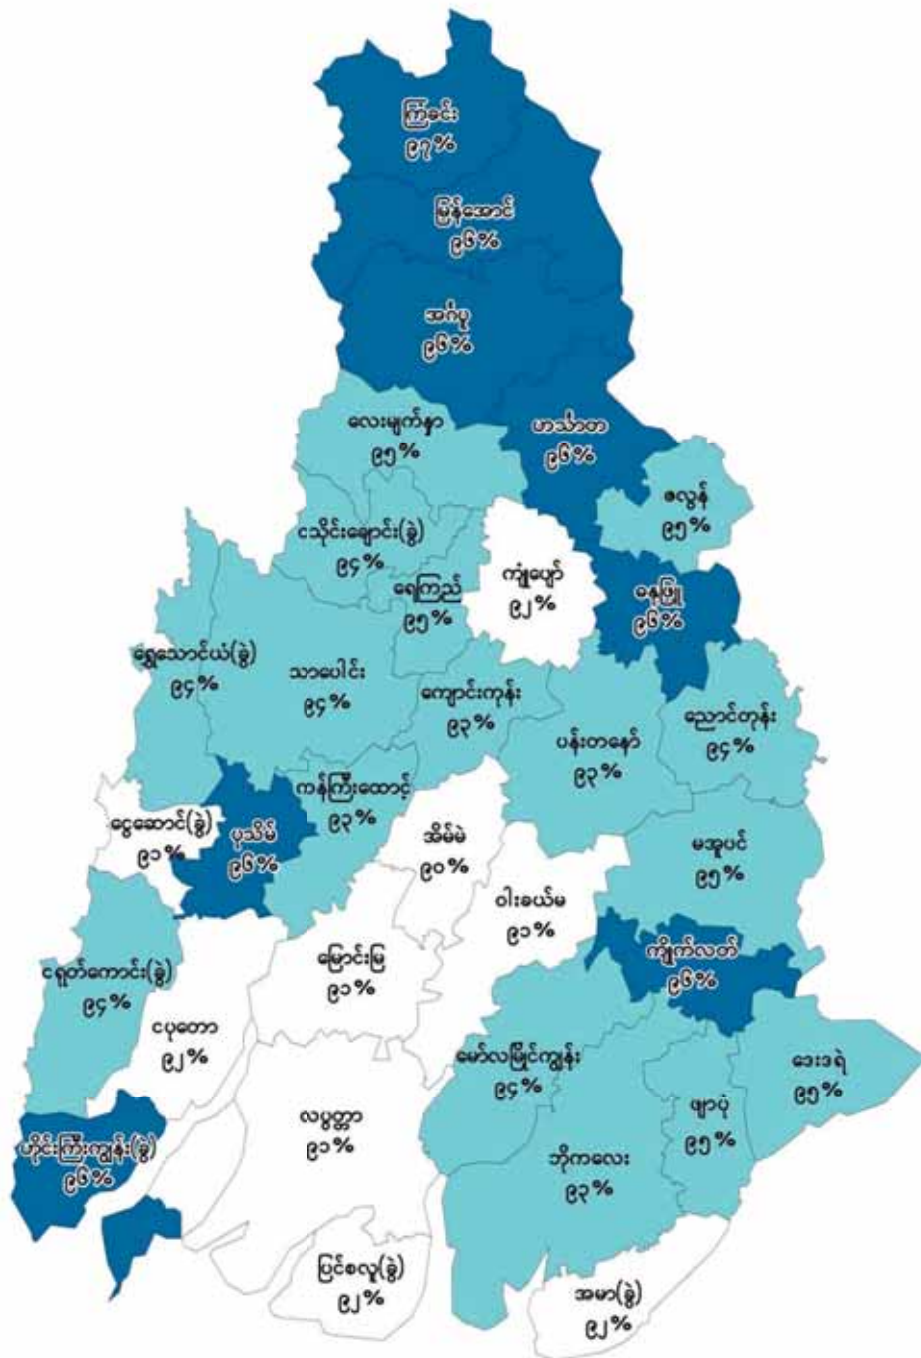 ကြံခင်း
၉၇%
မြန်အောင်
၉၆%
အင်္ဂပူ
၉၆%
လေးမျက်နှာ
၉၅%
ဟင်္သာတ
၉၆%
ဇလွန်
၉၅%
ငသိုင်းချောင်း(ခွဲ)
၉၄%
ရေကြည်
၉၅%
ကျုံပျော်
၉၂%
ဓနုဖြူ
၉၆%
ရွှေသောင်ယံ(ခွဲ)
၉၄%
သာပေါင်း
၉၄%
ကျောင်းကုန်း
၉၃%
ပန်းတနော်
၉၃%
ညောင်တုန်း
၉၄%
ငွေဆောင်(ခွဲ)
၉၁%
ပုသိမ်
၉၆%
ကန်ကြီးထောင့်
၉၃%
အိမ်မဲ
၉၀%
ဝါးခယ်မ
၉၁%
မအူပင်
၉၅%
ငရုတ်ကောင်း(ခွဲ)
၉၄%
ငပုတော
၉၂%
မြောင်းမြ
၉၁%
ကျိုက်လတ်
၉၆%
မော်လမြိုင်ကျွန်း
၉၄%
ဖျာပုံ
၉၅%
ဒေးဒရဲ
၉၅%
ဟိုင်းကြီးကျွန်း(ခွဲ)
၉၆%
လပွတ္တာ
၉၁%
ဘိုကလေး
၉၃%
ပြင်စလူ(ခွဲ)
၉၂%
အမာ(ခွဲ)
၉၂%